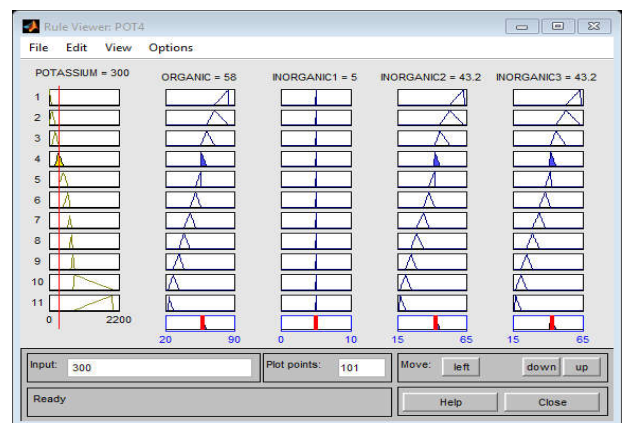 Rule Viewer: POT4
File Edit View Options
POTASSIUM = 300 ORGANIC = 58 INORGANIC1 = 5 INORGANIC2 = 43.2 INORGANIC3 = 43.2
1
2
3
4
5
6
7
8
9
10
11
0 2200
20 90 0 10 15 65 15 65
Input: 300 Plot points: 101 Move: left down up
Ready Help Close